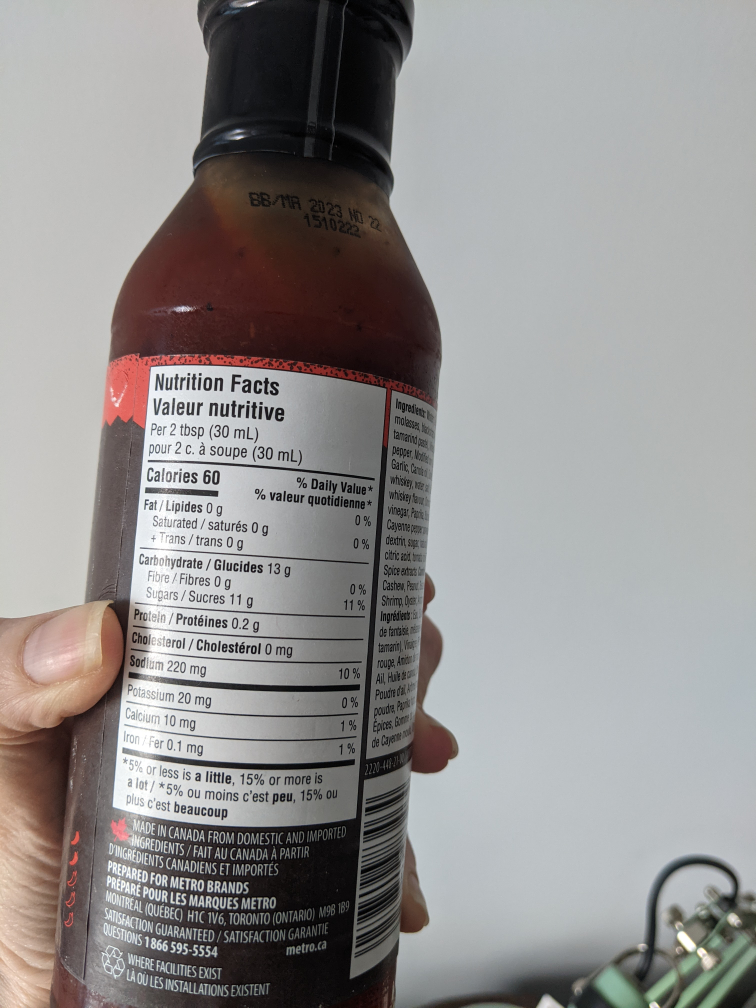 BB/MA 2023 NO 22
1510222
Nutrition Facts
Valeur nutritive
Per 2 tbsp (30 mL)
pour 2 c. à soupe (30 mL)
Calories 60
% Daily Value*
% valeur quotidienne*
Fat / Lipides 0 g 0 %
Saturated / saturés 0 g
+ Trans / trans 0 g 0 %
Carbohydrate / Glucides 13 g
Fibre / Fibres 0 g 0 %
Sugars / Sucres 11 g 11 %
Protein / Protéines 0.2 g
Cholesterol / Cholestérol 0 mg
Sodium 220 mg 10 %
Potassium 20 mg 0 %
Calcium 10 mg 1 %
Iron / Fer 0.1 mg 1 %
*5% or less is a little, 15% or more is
a lot / *5% ou moins c'est peu, 15% ou
plus c'est beaucoup
MADE IN CANADA FROM DOMESTIC AND IMPORTED
INGREDIENTS / FAIT AU CANADA À PARTIR
D'INGRÉDIENTS CANADIENS ET IMPORTÉS
PREPARED FOR METRO BRANDS
PRÉPARÉ POUR LES MARQUES METRO
MONTRÉAL (QUÉBEC) H1C 1V6, TORONTO (ONTARIO) M9B 1B9
SATISFACTION GUARANTEED / SATISFACTION GARANTIE
QUESTIONS 1 866 595-5554 metro.ca
WHERE FACILITIES EXIST
LÀ OÙ LES INSTALLATIONS EXISTENT
Ingredients:
molasses,
tamarind
pepper,
Garlic,
whiskey,
whiskey
vinegar,
Cayenne
dextrin,
citric acid,
Spice
Cashew,
Shrimp,
Ingrédients:
de fantaisie,
tamarin),
rouge,
Ail, Huile de
Poudre d'ail,
poudre,
Épices,
de Cayenne